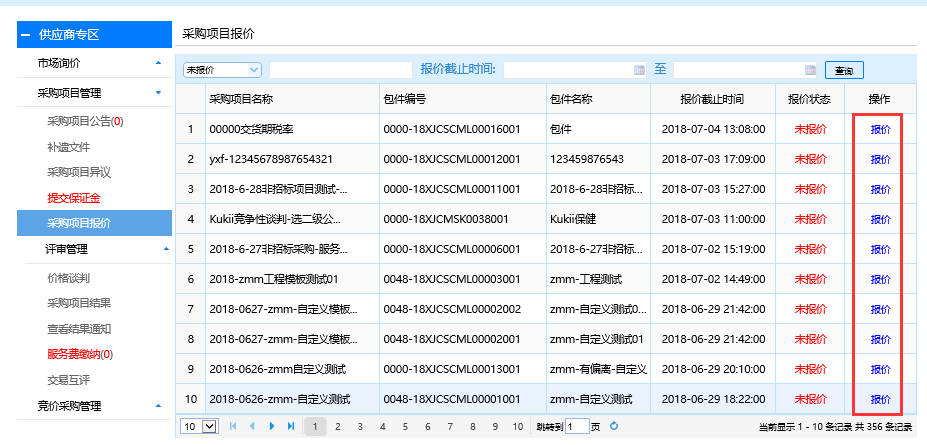 供应商专区
市场询价
采购项目管理
采购项目公告(0)
补遗文件
采购项目异议
提交保证金
采购项目报价
评审管理
价格谈判
采购项目结果
查看结果通知
服务费缴纳(0)
交易互评
竞价采购管理
采购项目报价
未报价 报价截止时间: 至 查询
采购项目名称 包件编号 包件名称 报价截止时间 报价状态 操作
1 00000交货期税率 0000-18XJCSCML00016001 包件 2018-07-04 13:08:00 未报价 报价
2 yxf-12345678987654321 0000-18XJCSCML00012001 123459876543 2018-07-03 17:09:00 未报价 报价
3 2018-6-28非招标项目测试-... 0000-18XJCSCML00011001 2018-6-28非招标... 2018-07-03 15:27:00 未报价 报价
4 Kukii竞争性谈判-选二级公... 0000-18XJCMSK0038001 Kukii保健 2018-07-03 11:00:00 未报价 报价
5 2018-6-27非招标采购-服务... 0000-18XJCSCML00006001 2018-6-27非招标... 2018-07-02 15:19:00 未报价 报价
6 2018-zmm工程模板测试01 0048-18XJCSCML00003001 zmm-工程测试 2018-07-02 14:49:00 未报价 报价
7 2018-0627-zmm-自定义模板... 0048-18XJCSCML00002002 zmm-自定义测试0... 2018-06-29 21:42:00 未报价 报价
8 2018-0627-zmm-自定义模板... 0048-18XJCSCML00002001 zmm-自定义测试01 2018-06-29 21:42:00 未报价 报价
9 2018-0626-zmm自定义测试 0000-18XJCSCML00013001 zmm-有偏离-自定义 2018-06-29 20:10:00 未报价 报价
10 2018-0626-zmm-自定义测试 0048-18XJCSCML00001001 zmm-自定义测试 2018-06-29 18:22:00 未报价 报价
10 1 2 3 4 5 6 7 8 9 10 跳转到 1 页 当前显示 1 - 10 条记录 共 356 条记录